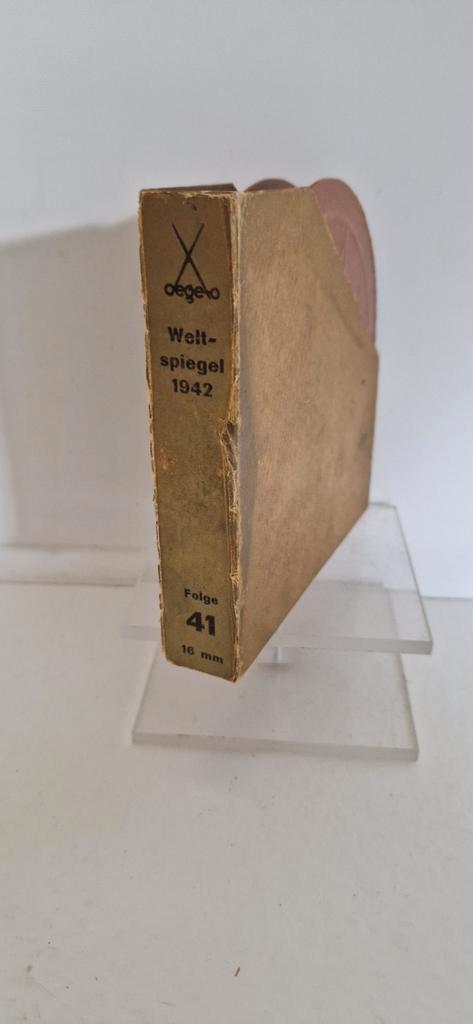 degeto
Welt-
spiegel
1942
Folge
41
16 mm